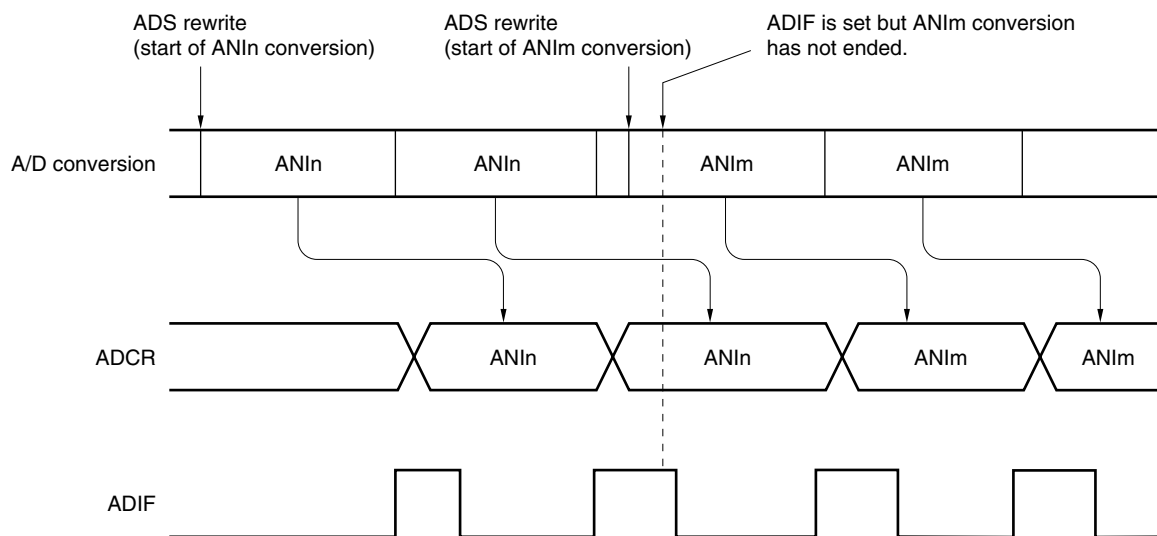 ADS rewrite
(start of ANIn conversion)
ADS rewrite
(start of ANIm conversion)
ADIF is set but ANIm conversion
has not ended.
A/D conversion
ANIn
ANIn
ANIm
ANIm
ADCR
ANIn
ANIn
ANIm
ANIm
ADIF